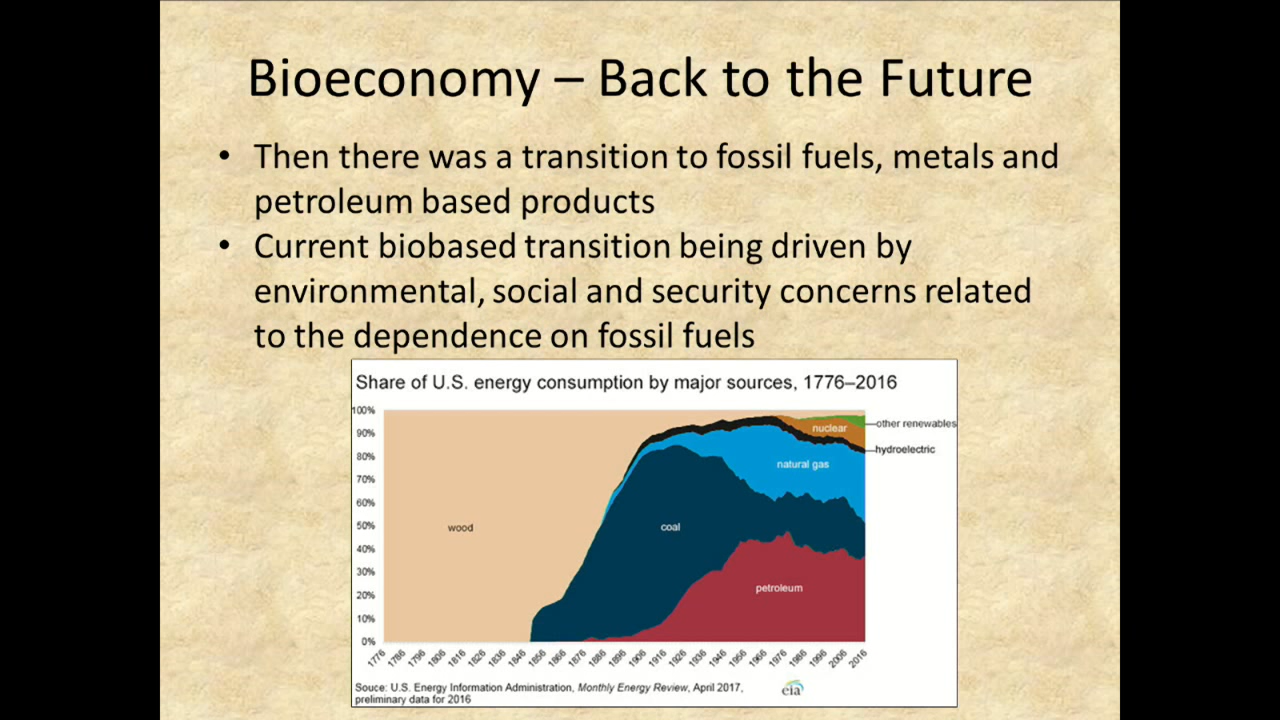 Bioeconomy – Back to the Future
• Then there was a transition to fossil fuels, metals and
petroleum based products
• Current biobased transition being driven by
environmental, social and security concerns related
to the dependence on fossil fuels
Share of U.S. energy consumption by major sources, 1776–2016
100%
90%
80%
70%
60%
50%
40%
30%
20%
10%
0%
wood
coal
petroleum
natural gas
nuclear
other renewables
hydroelectric
1776 1786 1796 1806 1816 1826 1836 1846 1856 1866 1876 1886 1896 1906 1916 1926 1936 1946 1956 1966 1976 1986 1996 2006 2016
Souce: U.S. Energy Information Administration, Monthly Energy Review, April 2017,
preliminary data for 2016
eia